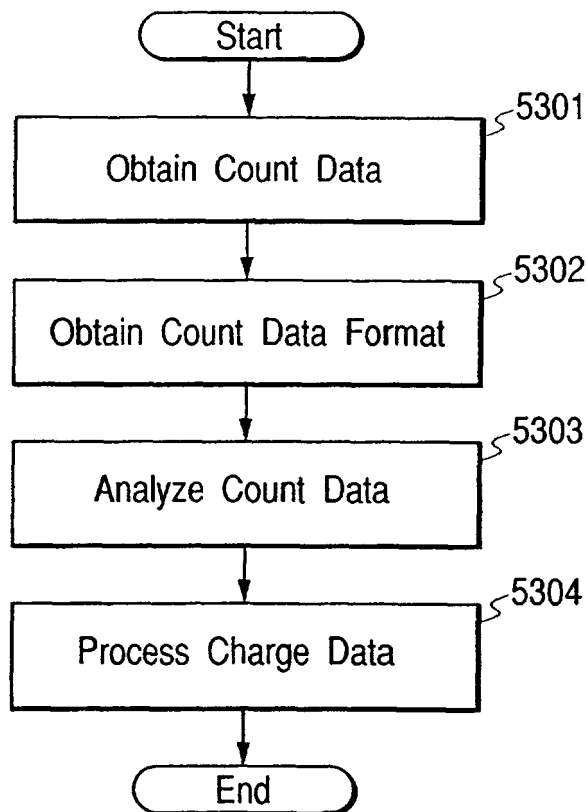 Start
5301
Obtain Count Data
5302
Obtain Count Data Format
5303
Analyze Count Data
5304
Process Charge Data
End